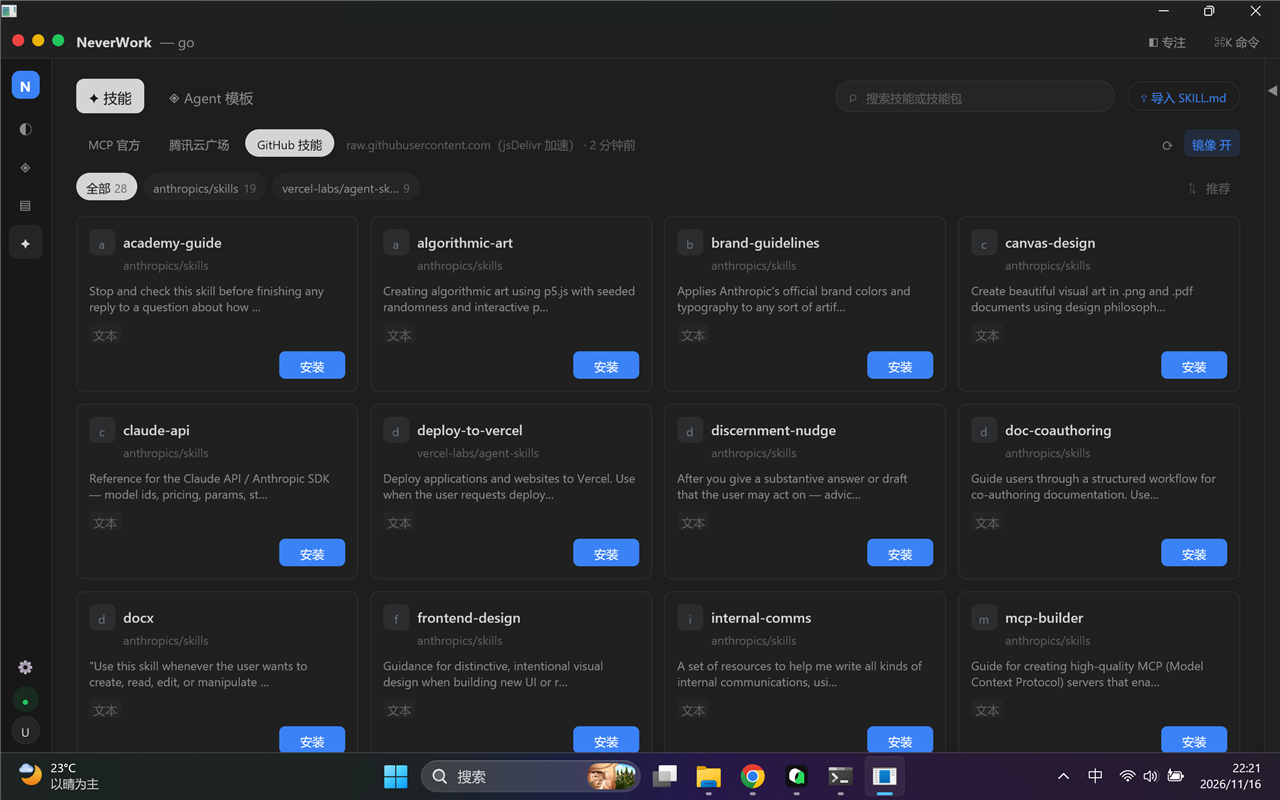 NeverWork — go
专注
⌘K 命令
N
✦ 技能
◈ Agent 模板
搜索技能或技能包
⇪ 导入 SKILL.md
MCP 官方
腾讯云广场
GitHub 技能
raw.githubusercontent.com（jsDelivr 加速） · 2 分钟前
镜像 开
全部 28
anthropics/skills 19
vercel-labs/agent-sk... 9
推荐
a
academy-guide
anthropics/skills
Stop and check this skill before finishing any
reply to a question about how ...
文本
安装
a
algorithmic-art
anthropics/skills
Creating algorithmic art using p5.js with seeded
randomness and interactive p...
文本
安装
b
brand-guidelines
anthropics/skills
Applies Anthropic's official brand colors and
typography to any sort of artif...
文本
安装
c
canvas-design
anthropics/skills
Create beautiful visual art in .png and .pdf
documents using design philosoph...
文本
安装
c
claude-api
anthropics/skills
Reference for the Claude API / Anthropic SDK
— model ids, pricing, params, st...
文本
安装
d
deploy-to-vercel
vercel-labs/agent-skills
Deploy applications and websites to Vercel. Use
when the user requests deploy...
文本
安装
d
discernment-nudge
anthropics/skills
After you give a substantive answer or draft
that the user may act on — advic...
文本
安装
d
doc-coauthoring
anthropics/skills
Guide users through a structured workflow for
co-authoring documentation. Use...
文本
安装
d
docx
anthropics/skills
"Use this skill whenever the user wants to
create, read, edit, or manipulate ...
文本
安装
f
frontend-design
anthropics/skills
Guidance for distinctive, intentional visual
design when building new UI or r...
文本
安装
i
internal-comms
anthropics/skills
A set of resources to help me write all kinds of
internal communications, usi...
文本
安装
m
mcp-builder
anthropics/skills
Guide for creating high-quality MCP (Model
Context Protocol) servers that ena...
文本
安装
U
23°C
以晴为主
搜索
中
22:21
2026/11/16